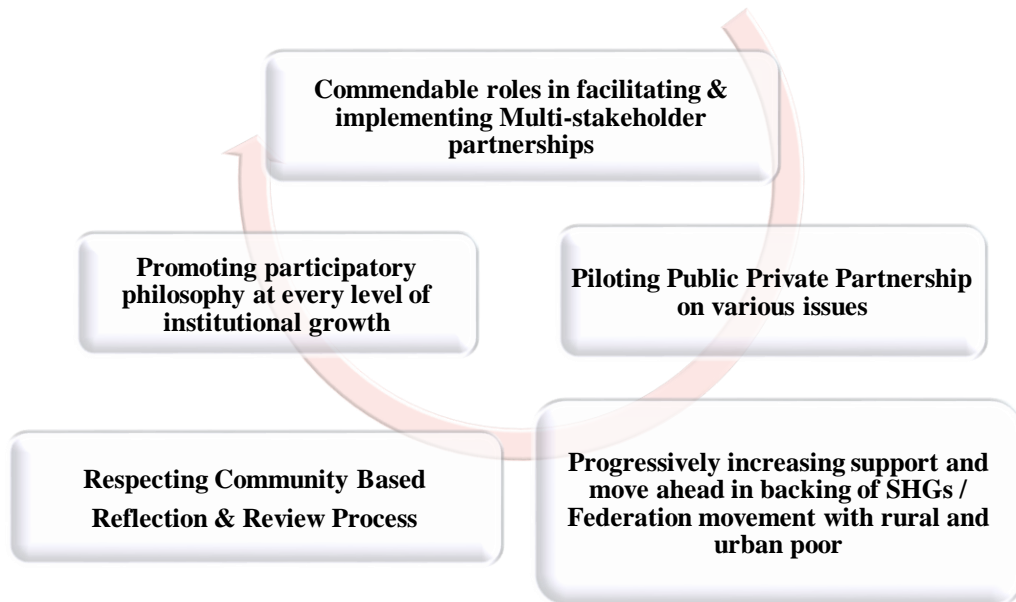 Commendable roles in facilitating &
implementing Multi-stakeholder
partnerships
Promoting participatory
philosophy at every level of
institutional growth
Piloting Public Private Partnership
on various issues
Respecting Community Based
Reflection & Review Process
Progressively increasing support and
move ahead in backing of SHGs /
Federation movement with rural and
urban poor